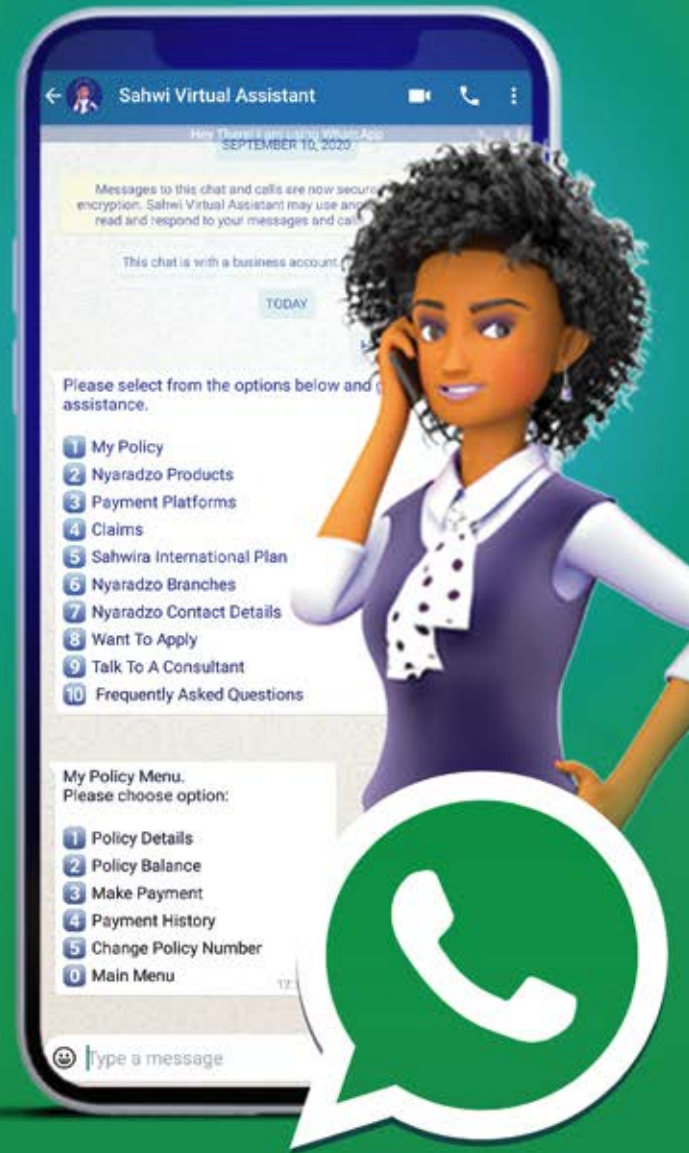 Sahwi Virtual Assistant
Hey There! I am using WhatsApp
SEPTEMBER 10, 2020
Messages to this chat and calls are now
encryption. Sahwi Virtual Assistant may use
read and respond to your messages and
This chat is with a business account
TODAY
Please select from the options below and
assistance.
1 My Policy
2 Nyaradzo Products
3 Payment Platforms
4 Claims
5 Sahwira International Plan
6 Nyaradzo Branches
7 Nyaradzo Contact Details
8 Want To Apply
9 Talk To A Consultant
10 Frequently Asked Questions
My Policy Menu.
Please choose option:
1 Policy Details
2 Policy Balance
3 Make Payment
4 Payment History
5 Change Policy Number
0 Main Menu
Type a message